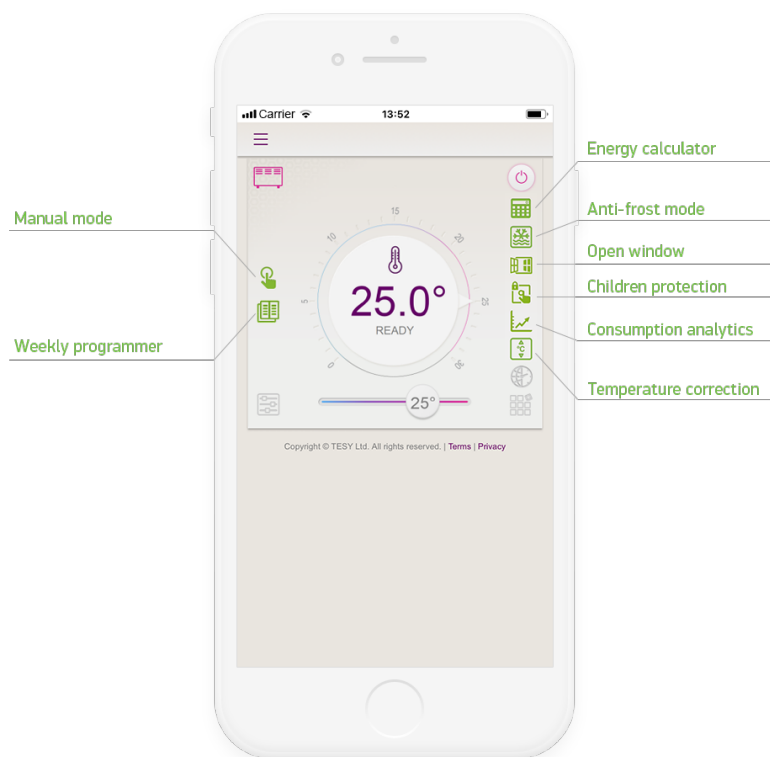 Carrier
13:52
Energy calculator
Anti-frost mode
Manual mode
Open window
Children protection
Weekly programmer
Consumption analytics
Temperature correction
0
5
10
15
20
25
30
25.0°
READY
°C
25°
Copyright © TESY Ltd. All rights reserved. | Terms | Privacy